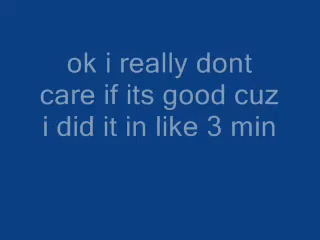 ok i really dont
care if its good cuz
i did it in like 3 min